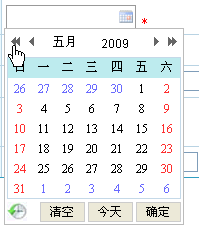 *
五月 2009
日 一 二 三 四 五 六
26 27 28 29 30 1 2
3 4 5 6 7 8 9
10 11 12 13 14 15 16
17 18 19 20 21 22 23
24 25 26 27 28 29 30
31 1 2 3 4 5 6
清空 今天 确定